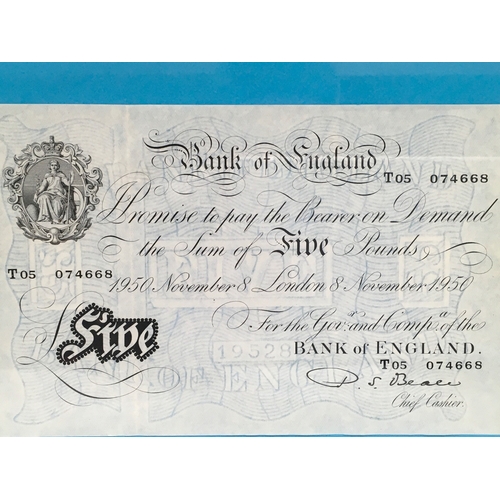 Bank of England
T05 074668
I Promise to pay the Bearer on Demand
the Sum of Five Pounds
T05 074668
1950 November 8 London 8 November 1950
For the Gov.r and Comp.a of the
£Five
BANK of ENGLAND.
T05 074668
P. S. Beale
Chief Cashier.